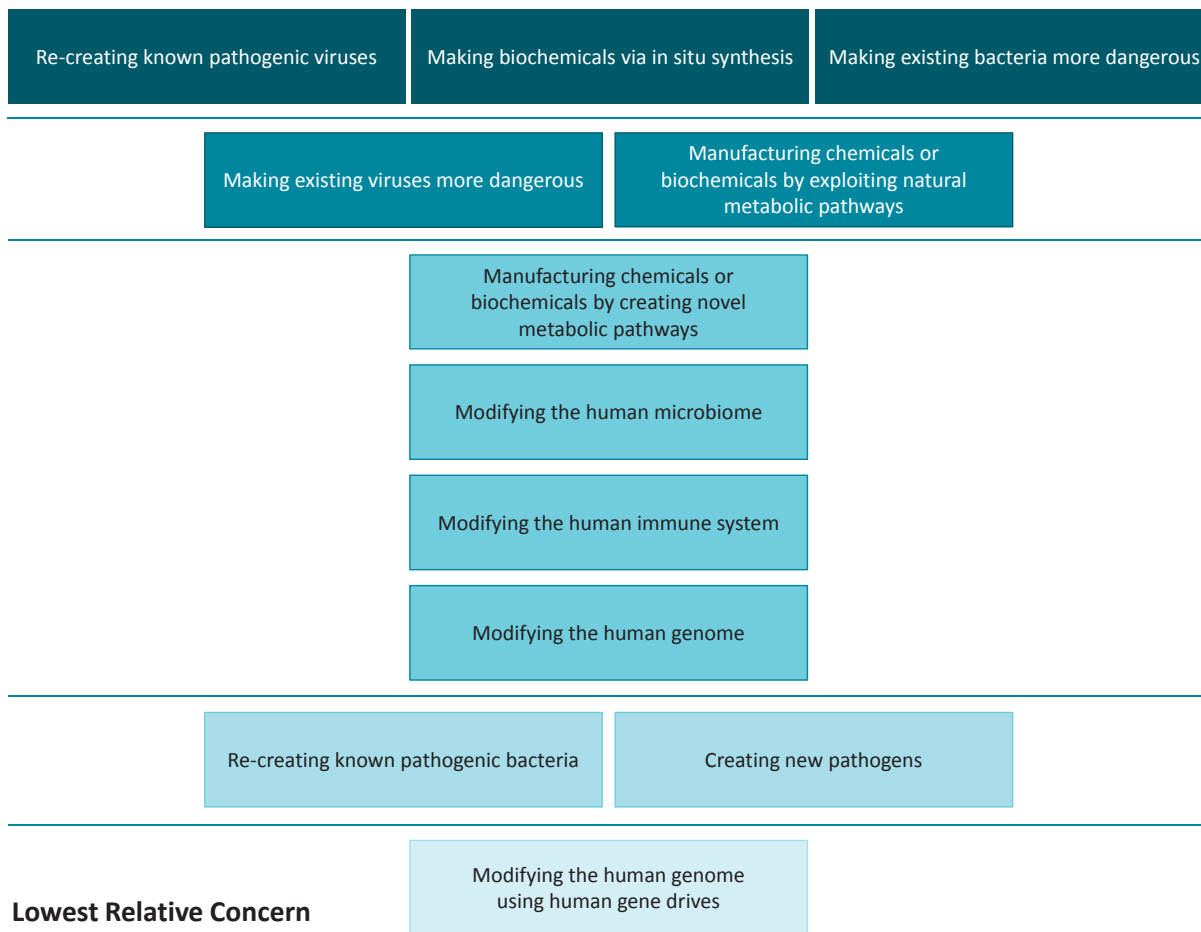 Re-creating known pathogenic viruses
Making biochemicals via in situ synthesis
Making existing bacteria more dangerous
Making existing viruses more dangerous
Manufacturing chemicals or
biochemicals by exploiting natural
metabolic pathways
Manufacturing chemicals or
biochemicals by creating novel
metabolic pathways
Modifying the human microbiome
Modifying the human immune system
Modifying the human genome
Re-creating known pathogenic bacteria
Creating new pathogens
Modifying the human genome
using human gene drives
Lowest Relative Concern